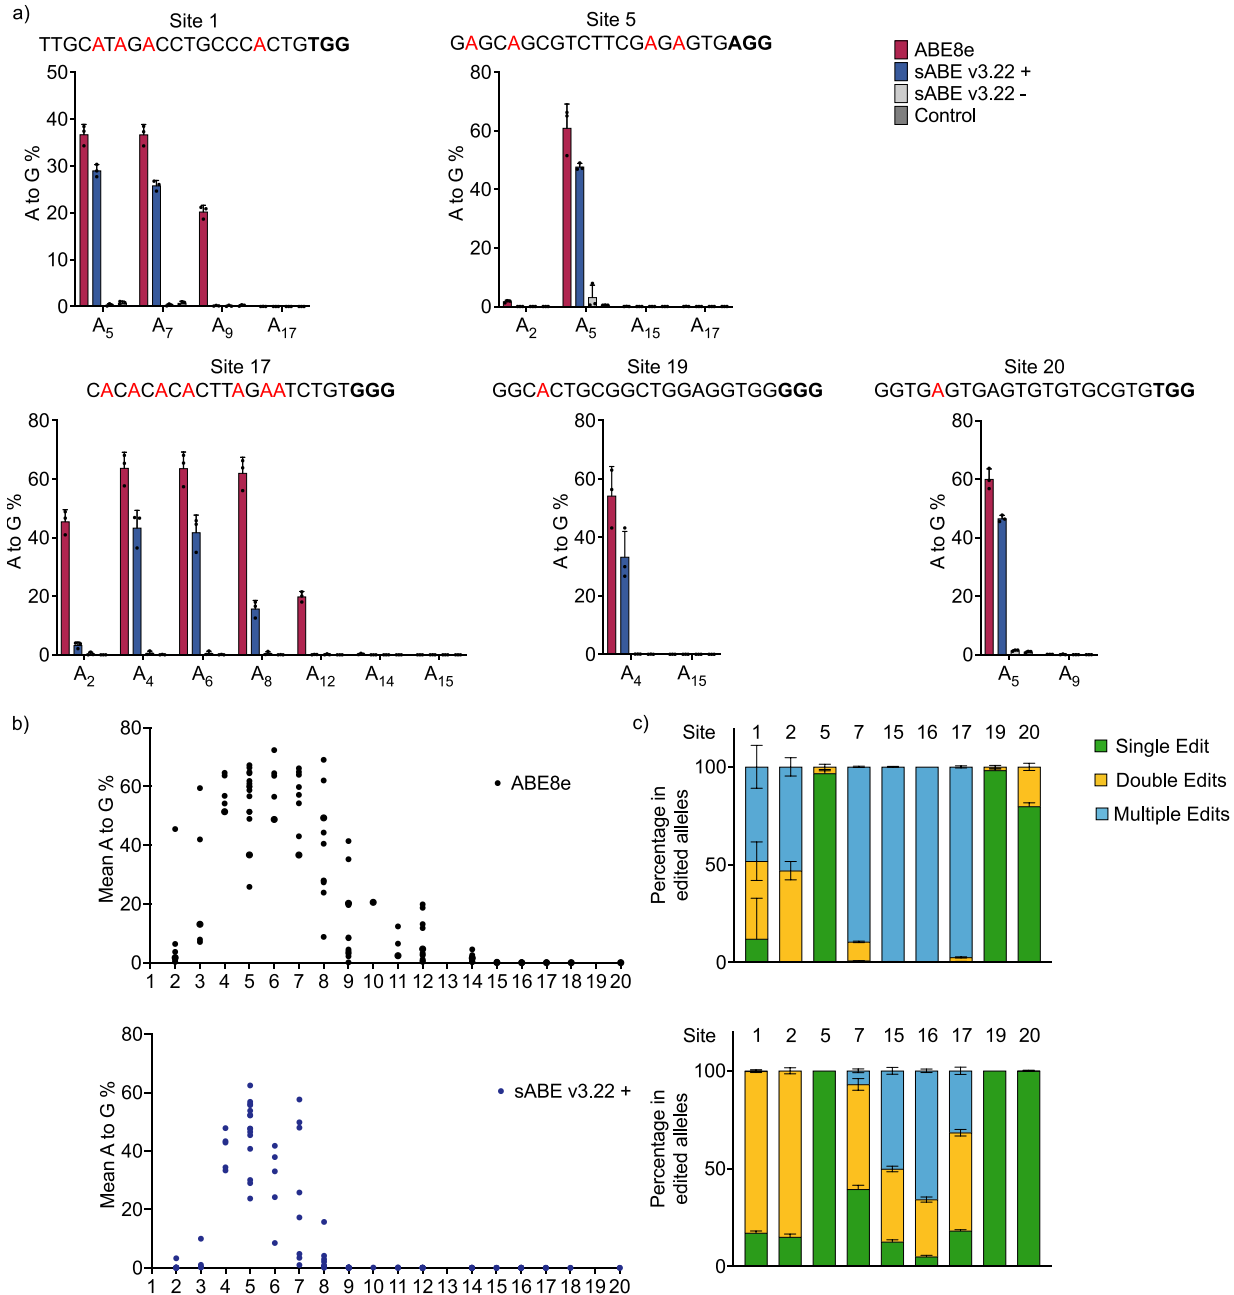 a)
Site 1
TTGCATAGACCTGCCCACTGTGG
A to G %
50
40
30
20
10
0
A5 A7 A9 A17
Site 5
GAGCAGCGTCTTCGAGAGTGAGG
A to G %
80
60
40
20
0
A2 A5 A15 A17
ABE8e
sABE v3.22 +
sABE v3.22 -
Control
Site 17
CACACACACTTAGAATCTGTGGG
A to G %
80
60
40
20
0
A2 A4 A6 A8 A12 A14 A15
Site 19
GGCACTGCGGCTGGAGGTGGGGG
A to G %
80
60
40
20
0
A4 A15
Site 20
GGTGAGTGAGTGTGTGCGTGTGG
A to G %
80
60
40
20
0
A5 A9
b)
Mean A to G %
80
60
40
20
0
1 2 3 4 5 6 7 8 9 10 11 12 13 14 15 16 17 18 19 20
ABE8e
Mean A to G %
80
60
40
20
0
1 2 3 4 5 6 7 8 9 10 11 12 13 14 15 16 17 18 19 20
sABE v3.22 +
c)
Site 1 2 5 7 15 16 17 19 20
Percentage in
edited alleles
100
50
0
Single Edit
Double Edits
Multiple Edits
Site 1 2 5 7 15 16 17 19 20
Percentage in
edited alleles
100
50
0